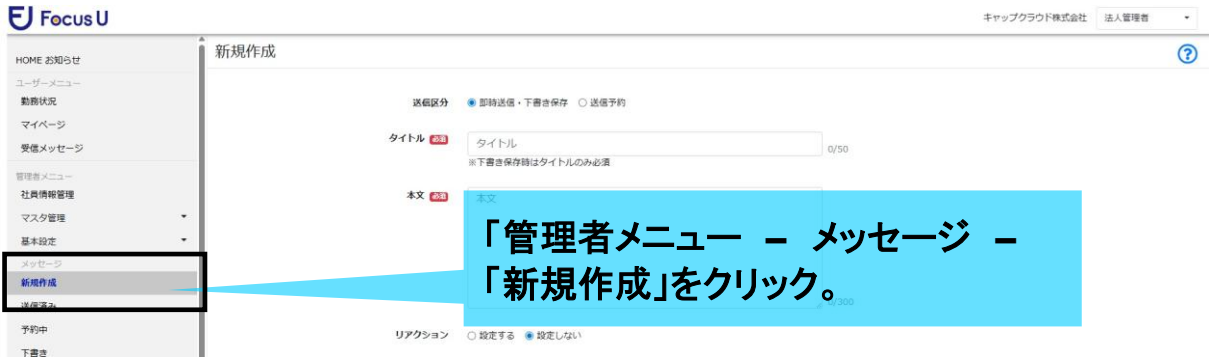 Focus U
キャップクラウド株式会社 法人管理者
HOME お知らせ
ユーザーメニュー
勤務状況
マイページ
受信メッセージ
管理者メニュー
社員情報管理
マスタ管理
基本設定
メッセージ
新規作成
送信済み
予約中
下書き
新規作成
送信区分 即時送信・下書き保存 送信予約
タイトル 必須 タイトル 0/50
※下書き保存時はタイトルのみ必須
本文 必須 本文
「管理者メニュー – メッセージ –
「新規作成」をクリック。
0/300
リアクション 設定する 設定しない